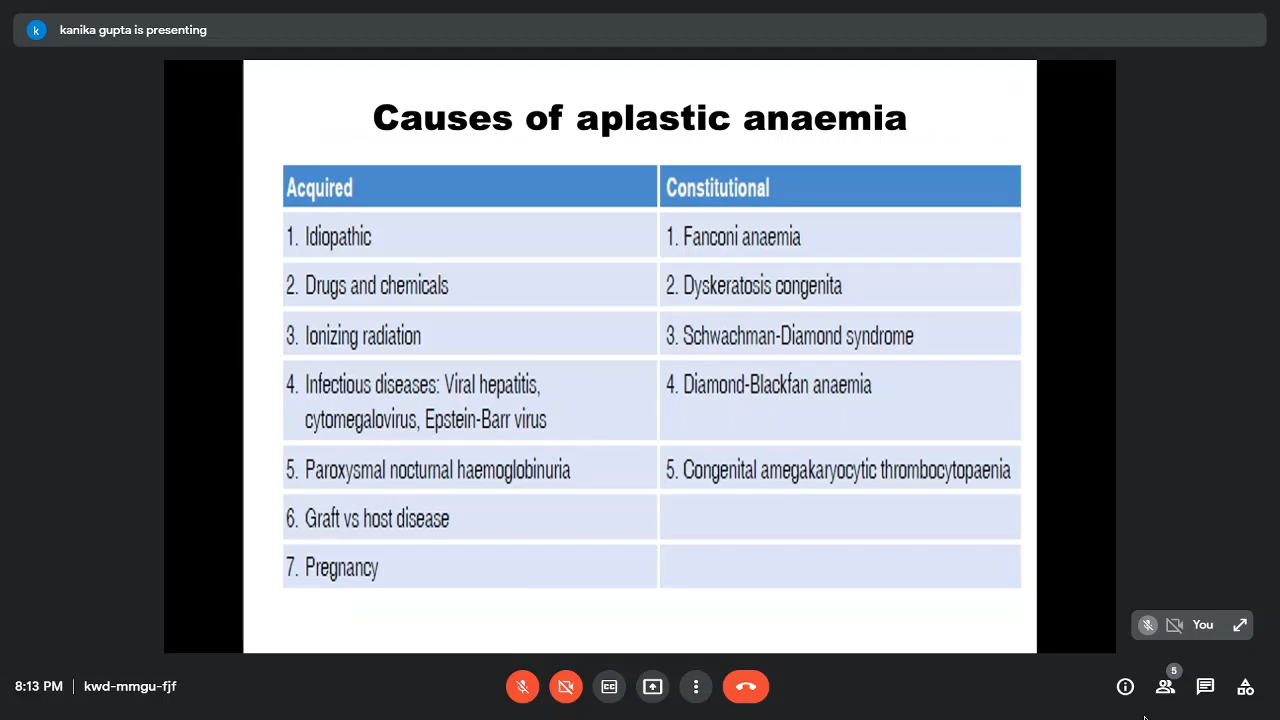 k kanika gupta is presenting
Causes of aplastic anaemia
Acquired Constitutional
1. Idiopathic 1. Fanconi anaemia
2. Drugs and chemicals 2. Dyskeratosis congenita
3. Ionizing radiation 3. Schwachman-Diamond syndrome
4. Infectious diseases: Viral hepatitis, 4. Diamond-Blackfan anaemia
cytomegalovirus, Epstein-Barr virus
5. Paroxysmal nocturnal haemoglobinuria 5. Congenital amegakaryocytic thrombocytopaenia
6. Graft vs host disease
7. Pregnancy
You
8:13 PM | kwd-mmgu-fjf CC 5